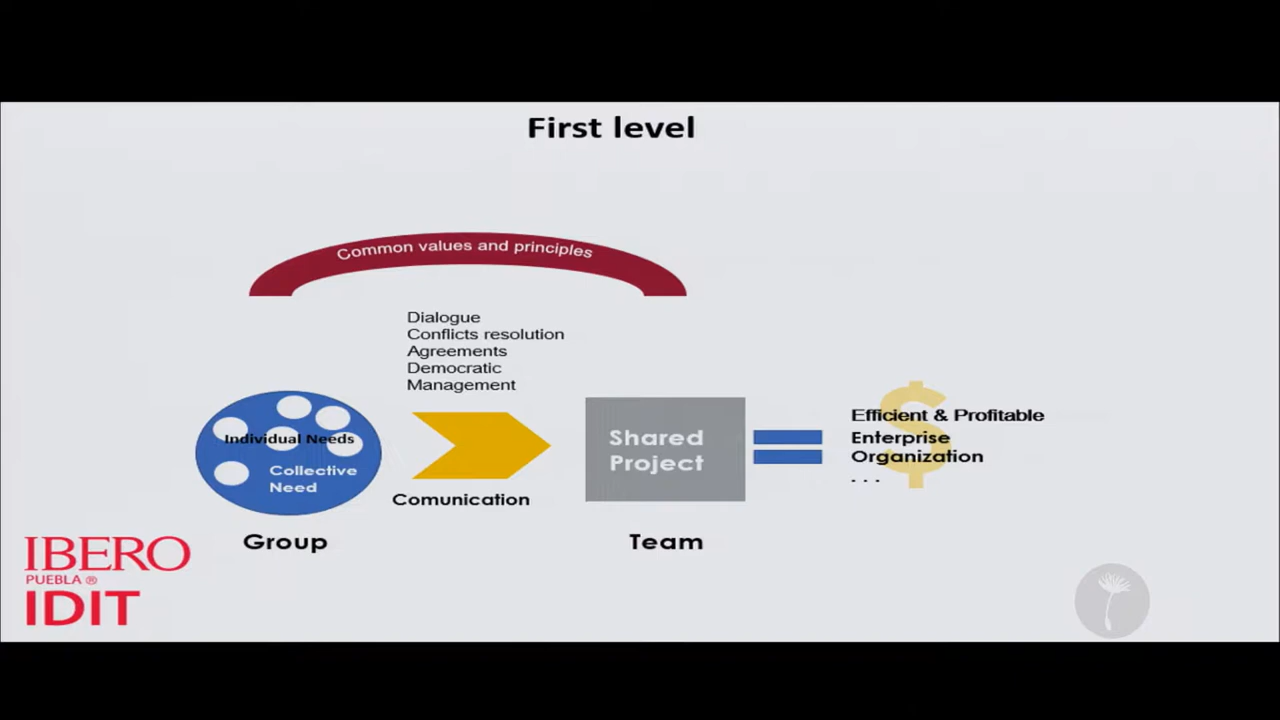 First level
Common values and principles
Dialogue
Conflicts resolution
Agreements
Democratic
Management
Individual Needs
Collective
Need
Comunication
Group
Shared
Project
Team
Efficient & Profitable
Enterprise
Organization
. . .
$
IBERO
PUEBLA ®
IDIT